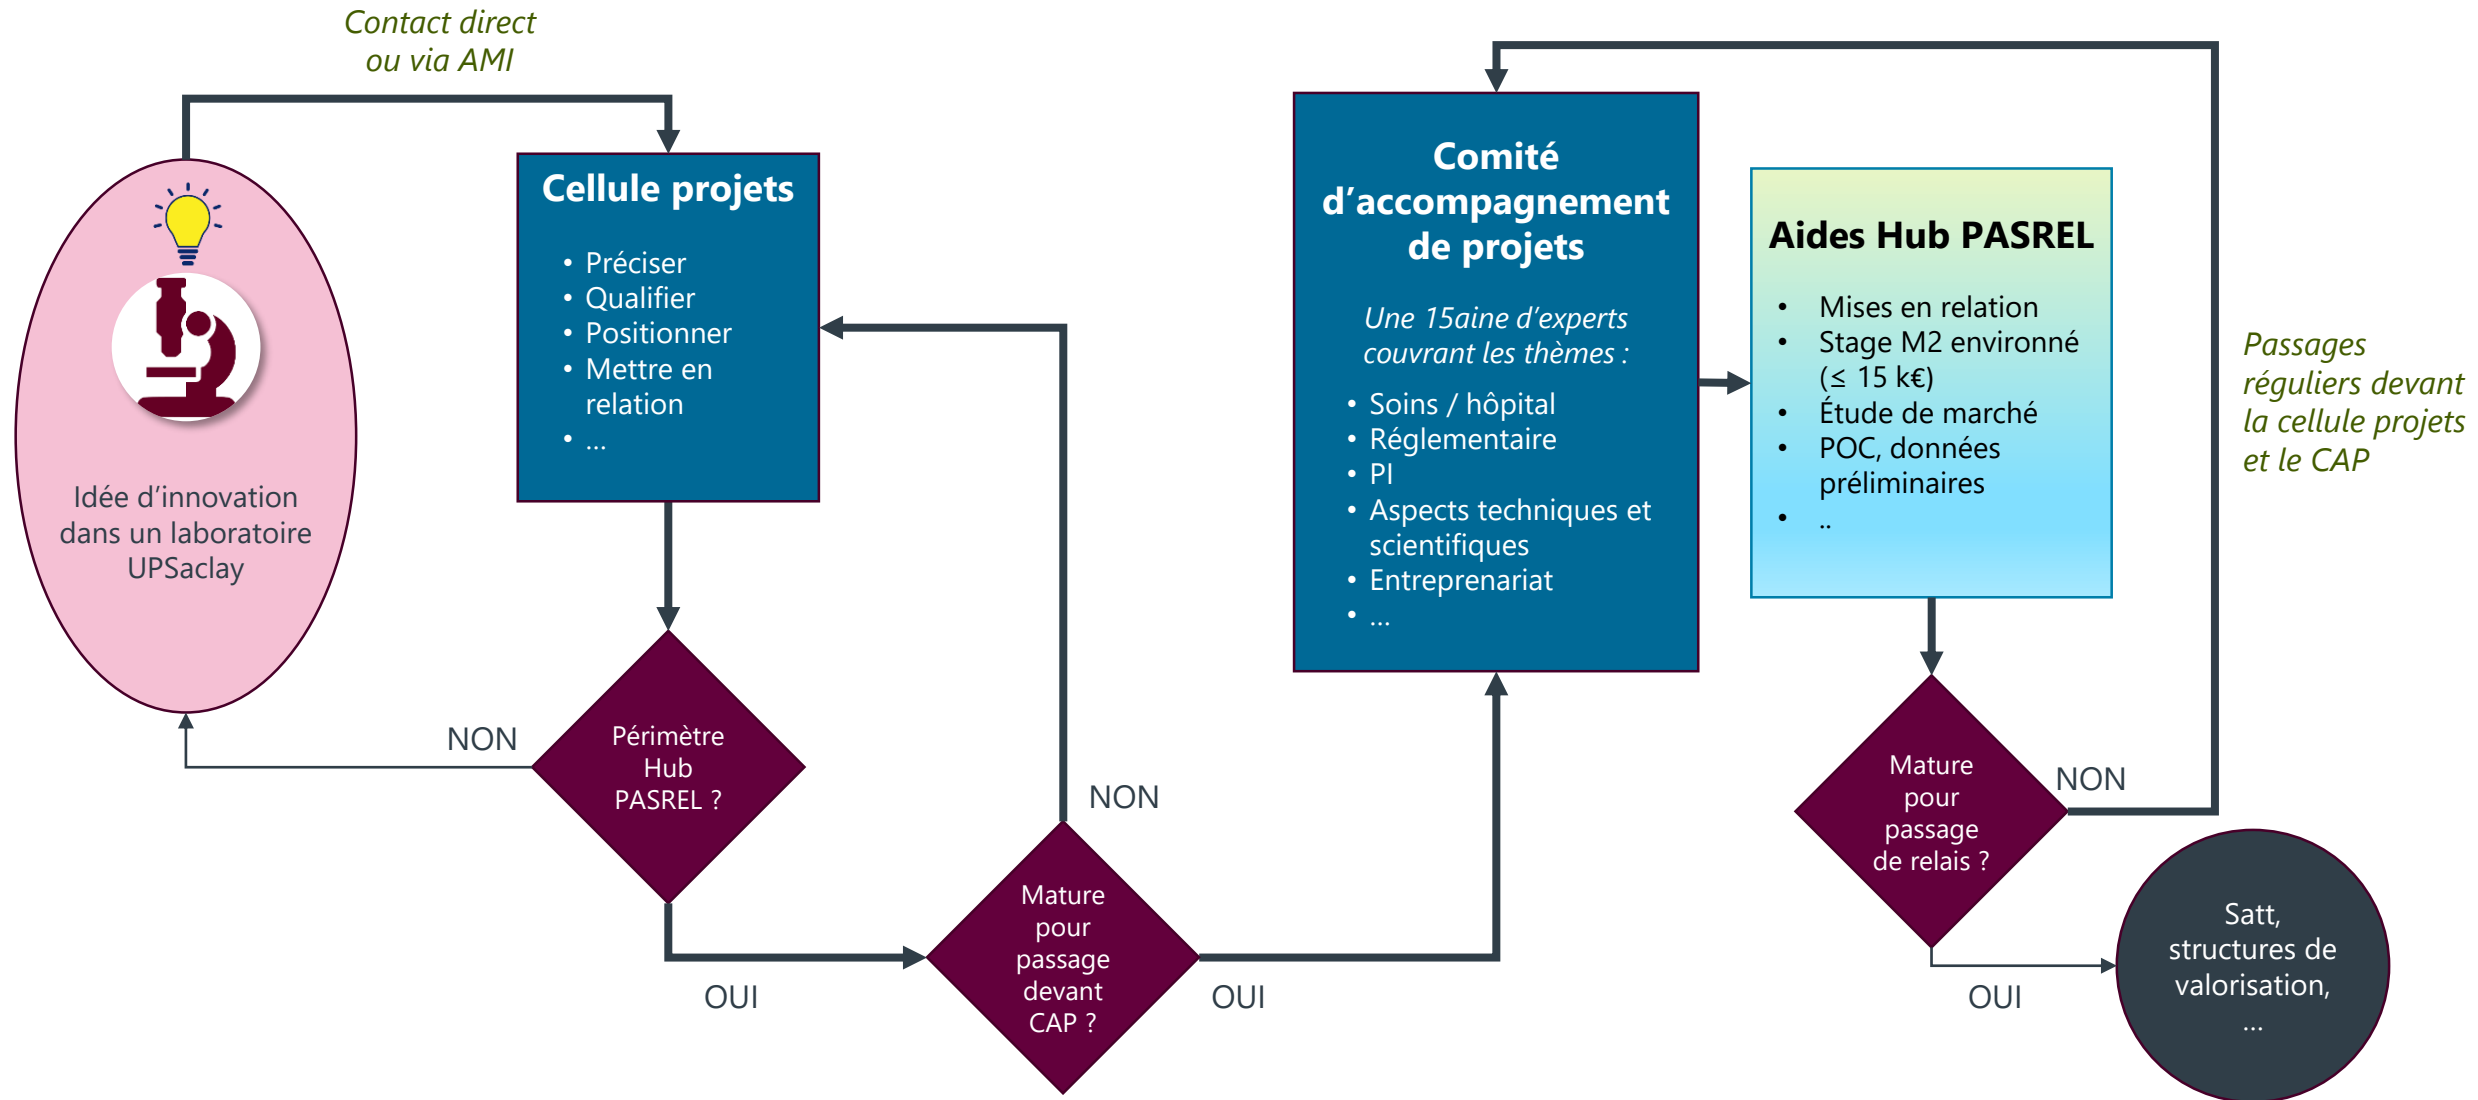 Contact direct
ou via AMI
Idée d’innovation
dans un laboratoire
UPSaclay
Cellule projets
• Préciser
• Qualifier
• Positionner
• Mettre en
relation
• ...
Périmètre
Hub
PASREL ?
NON
OUI
Mature
pour
passage
devant
CAP ?
NON
OUI
Comité
d’accompagnement
de projets
Une 15aine d’experts
couvrant les thèmes :
• Soins / hôpital
• Réglementaire
• PI
• Aspects techniques et
scientifiques
• Entreprenariat
• ...
Aides Hub PASREL
• Mises en relation
• Stage M2 environné
(≤ 15 k€)
• Étude de marché
• POC, données
préliminaires
• ..
Mature
pour
passage
de relais ?
NON
OUI
Passages
réguliers devant
la cellule projets
et le CAP
Satt,
structures de
valorisation,
...